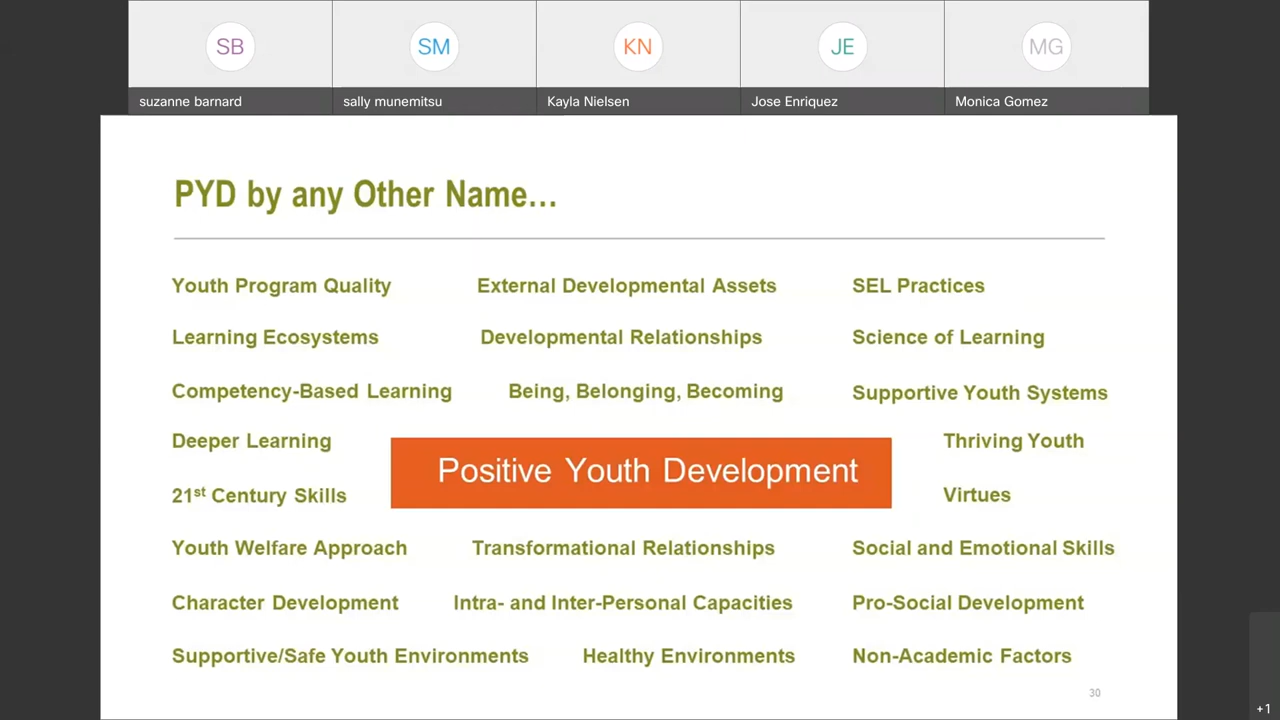 SB SM KN JE MG
suzanne barnard sally munemitsu Kayla Nielsen Jose Enriquez Monica Gomez
PYD by any Other Name...
Youth Program Quality External Developmental Assets SEL Practices
Learning Ecosystems Developmental Relationships Science of Learning
Competency-Based Learning Being, Belonging, Becoming Supportive Youth Systems
Deeper Learning Thriving Youth
Positive Youth Development
21st Century Skills Virtues
Youth Welfare Approach Transformational Relationships Social and Emotional Skills
Character Development Intra- and Inter-Personal Capacities Pro-Social Development
Supportive/Safe Youth Environments Healthy Environments Non-Academic Factors
30
+1